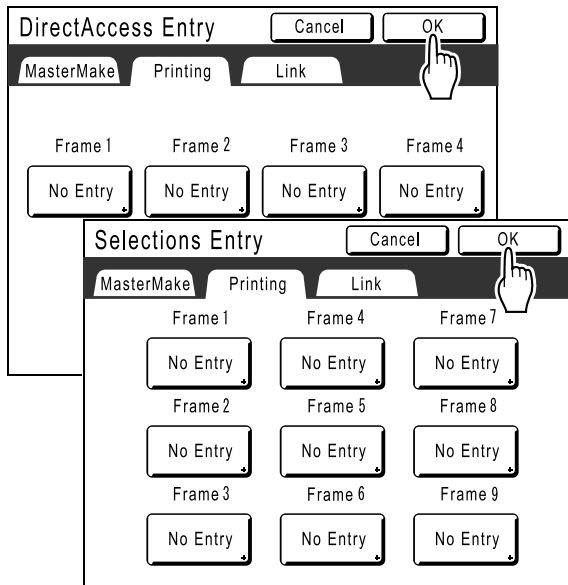 DirectAccess Entry Cancel OK
MasterMake Printing Link
Frame 1 Frame 2 Frame 3 Frame 4
No Entry No Entry No Entry No Entry
Selections Entry Cancel OK
MasterMake Printing Link
Frame 1 Frame 4 Frame 7
No Entry No Entry No Entry
Frame 2 Frame 5 Frame 8
No Entry No Entry No Entry
Frame 3 Frame 6 Frame 9
No Entry No Entry No Entry